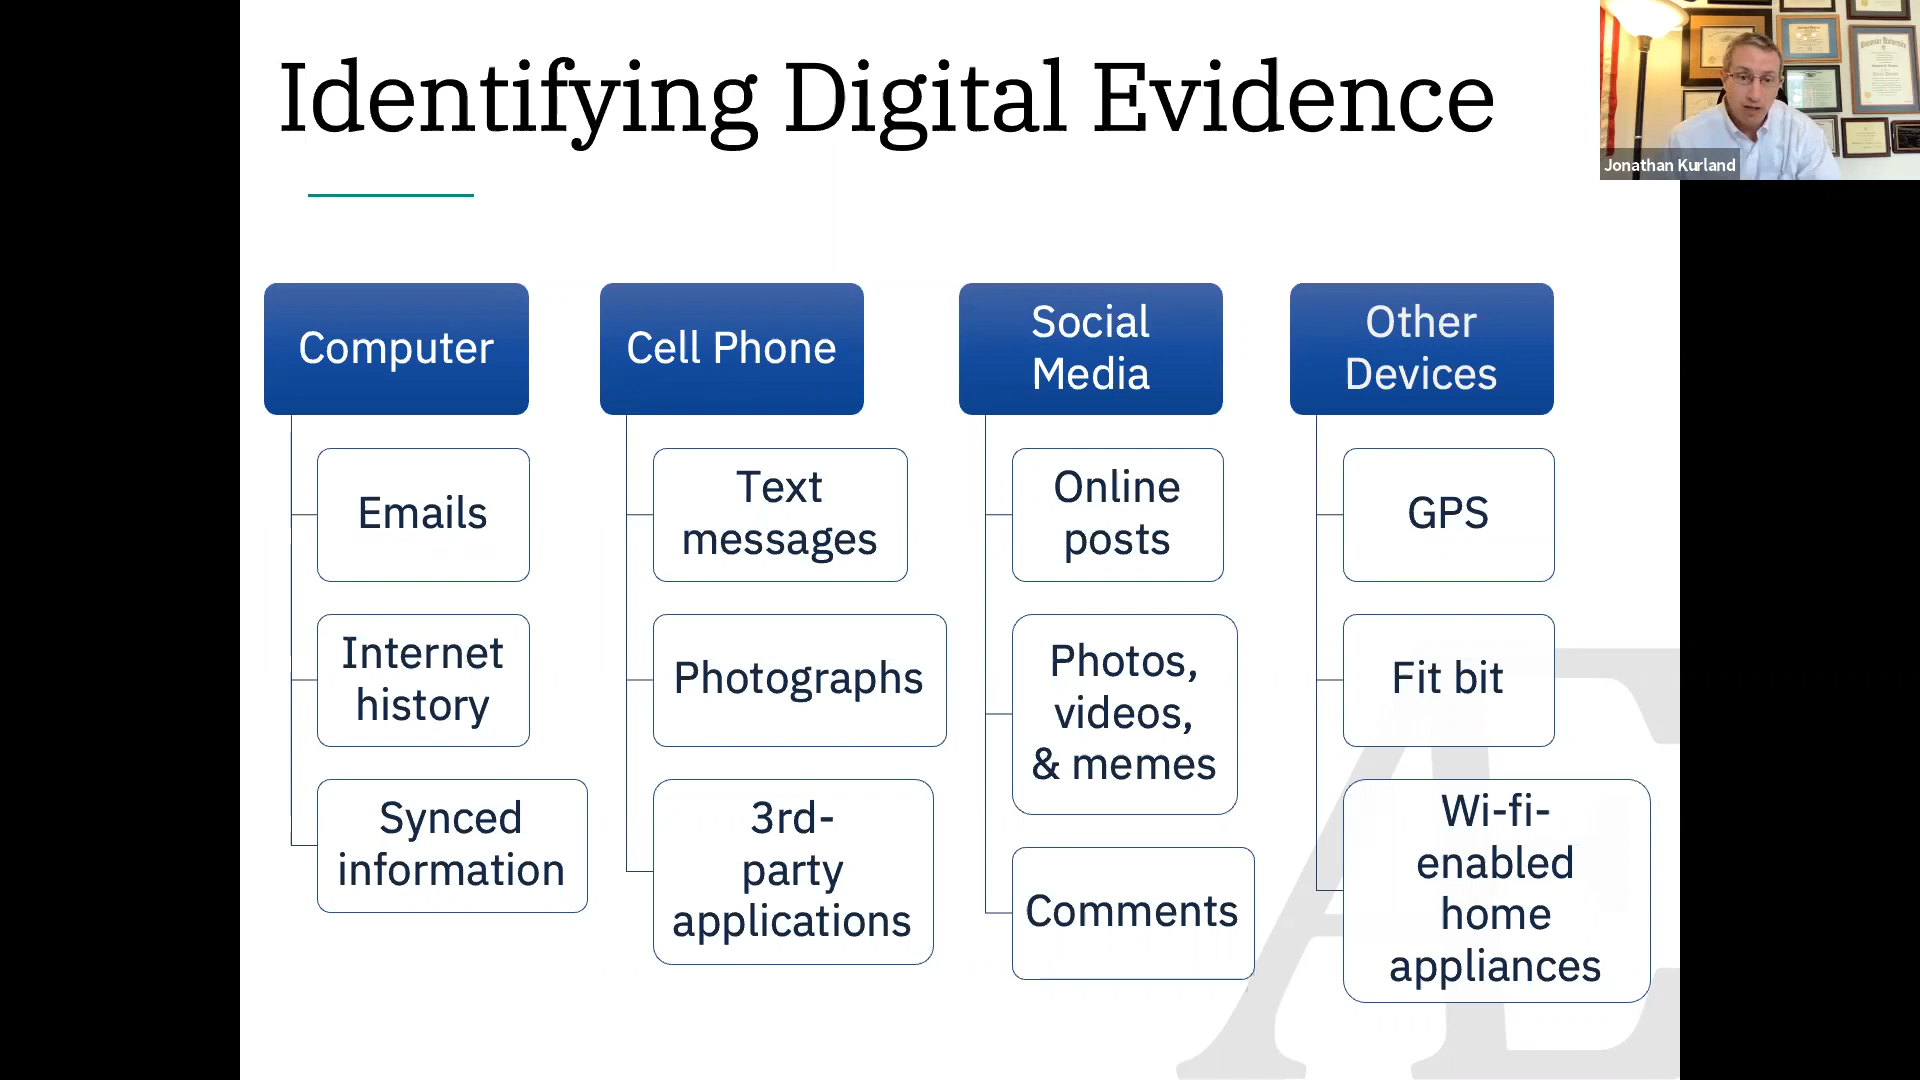 Identifying Digital Evidence
Jonathan Kurland
Computer
Emails
Internet
history
Synced
information
Cell Phone
Text
messages
Photographs
3rd-
party
applications
Social
Media
Online
posts
Photos,
videos,
& memes
Comments
Other
Devices
GPS
Fit bit
Wi-fi-
enabled
home
appliances
Æ